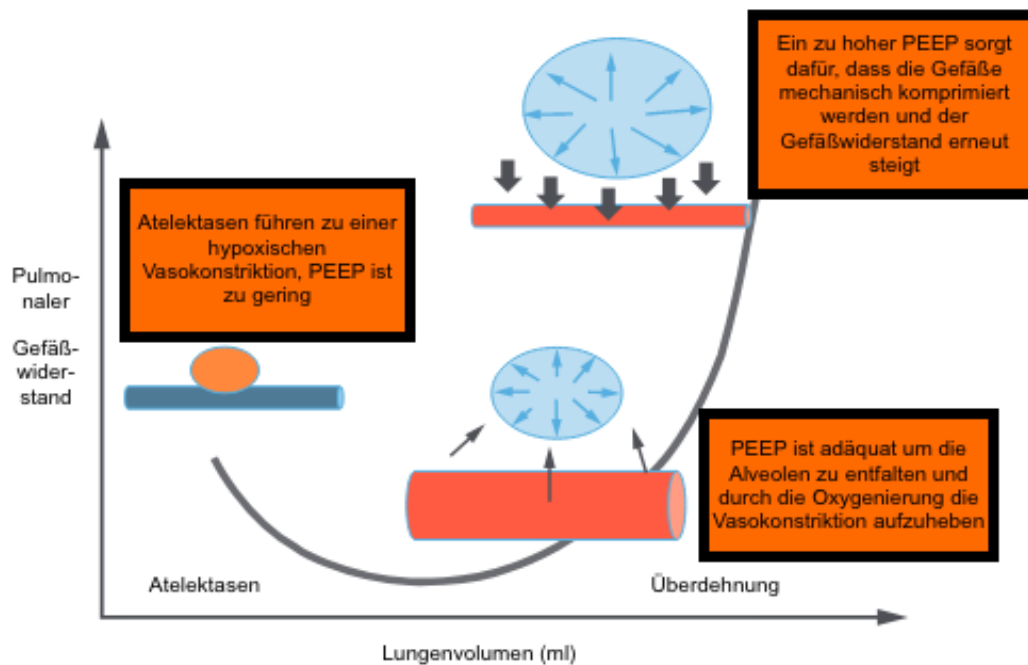 Ein zu hoher PEEP sorgt
dafür, dass die Gefäße
mechanisch komprimiert
werden und der
Gefäßwiderstand erneut
steigt
Atelektasen führen zu einer
hypoxischen
Vasokonstriktion, PEEP ist
zu gering
Pulmo-
naler
Gefäß-
wider-
stand
PEEP ist adäquat um die
Alveolen zu entfalten und
durch die Oxygenierung die
Vasokonstriktion aufzuheben
Atelektasen
Überdehnung
Lungenvolumen (ml)